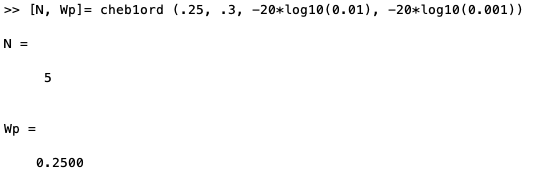 >> [N, Wp]= cheb1ord (.25, .3, -20*log10(0.01), -20*log10(0.001))
N =
5
Wp =
0.2500